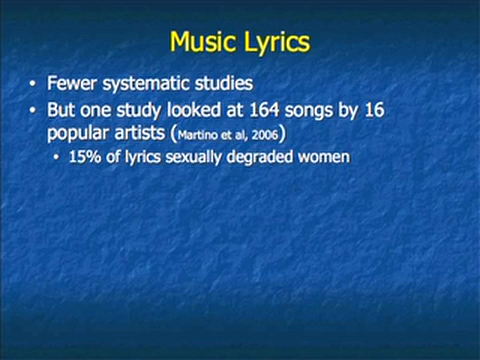 Music Lyrics
• Fewer systematic studies
• But one study looked at 164 songs by 16
popular artists (Martino et al, 2006)
• 15% of lyrics sexually degraded women